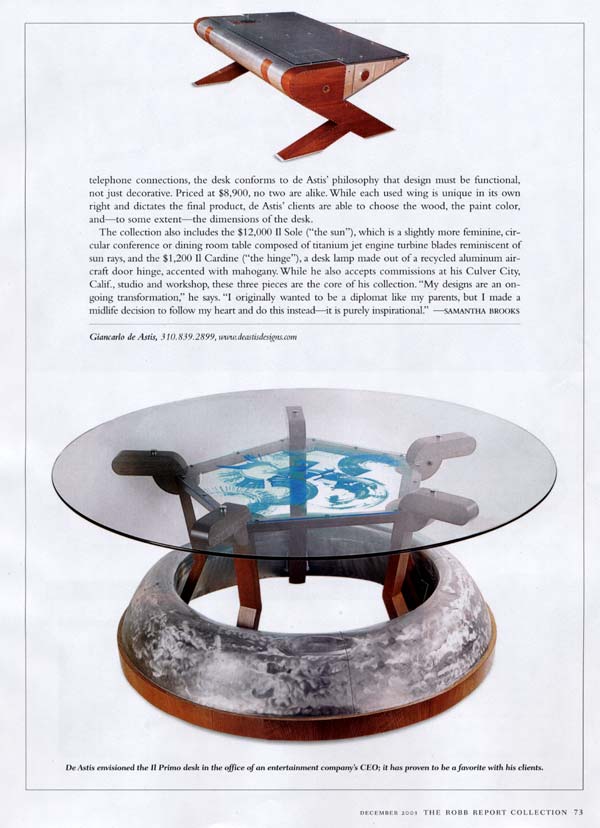 telephone connections, the desk conforms to de Astis' philosophy that design must be functional,
not just decorative. Priced at $8,900, no two are alike. While each used wing is unique in its own
right and dictates the final product, de Astis' clients are able to choose the wood, the paint color,
and—to some extent—the dimensions of the desk.
The collection also includes the $12,000 Il Sole ("the sun"), which is a slightly more feminine, cir-
cular conference or dining room table composed of titanium jet engine turbine blades reminiscent of
sun rays, and the $1,200 Il Cardine ("the hinge"), a desk lamp made out of a recycled aluminum air-
craft door hinge, accented with mahogany. While he also accepts commissions at his Culver City,
Calif., studio and workshop, these three pieces are the core of his collection. "My designs are an on-
going transformation," he says. "I originally wanted to be a diplomat like my parents, but I made a
midlife decision to follow my heart and do this instead—it is purely inspirational." —SAMANTHA BROOKS
Giancarlo de Astis, 310.839.2899, www.deastisdesigns.com
De Astis envisioned the Il Primo desk in the office of an entertainment company's CEO; it has proven to be a favorite with his clients.
DECEMBER 2003 THE ROBB REPORT COLLECTION 73